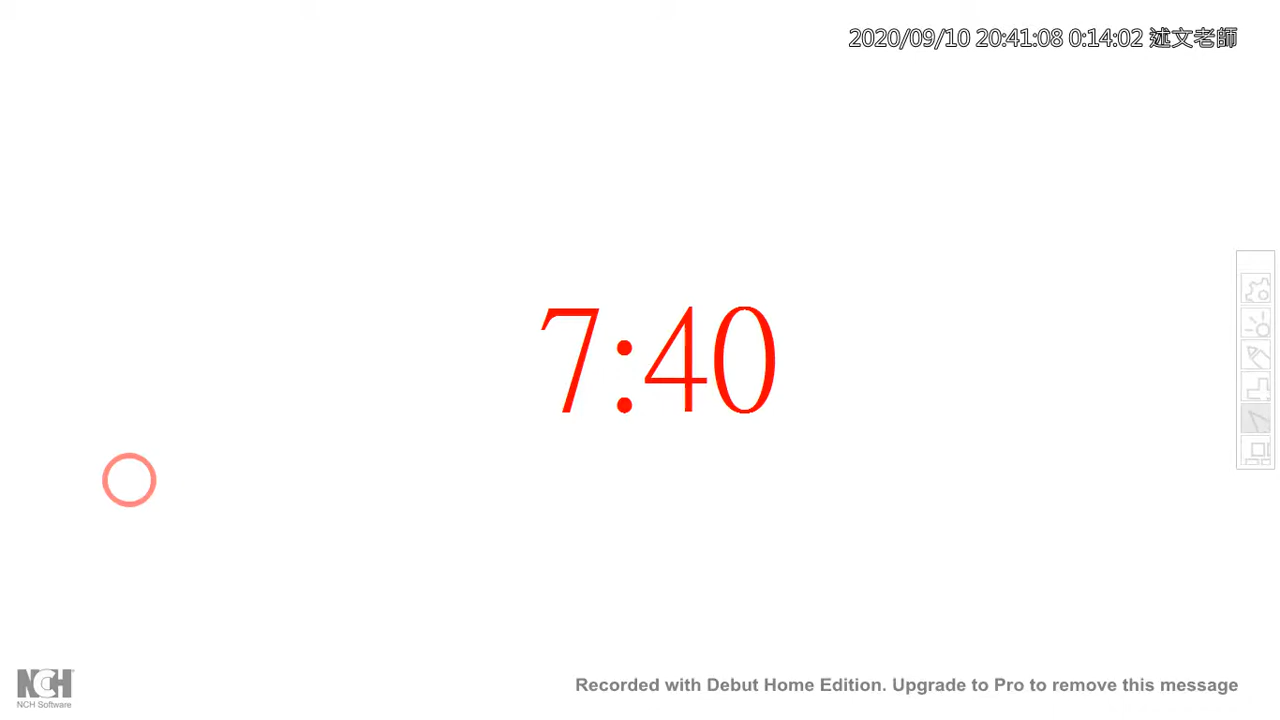 2020/09/10 20:41:08 0:14:02 述文老師
7:40
NCH
NCH Software
Recorded with Debut Home Edition. Upgrade to Pro to remove this message